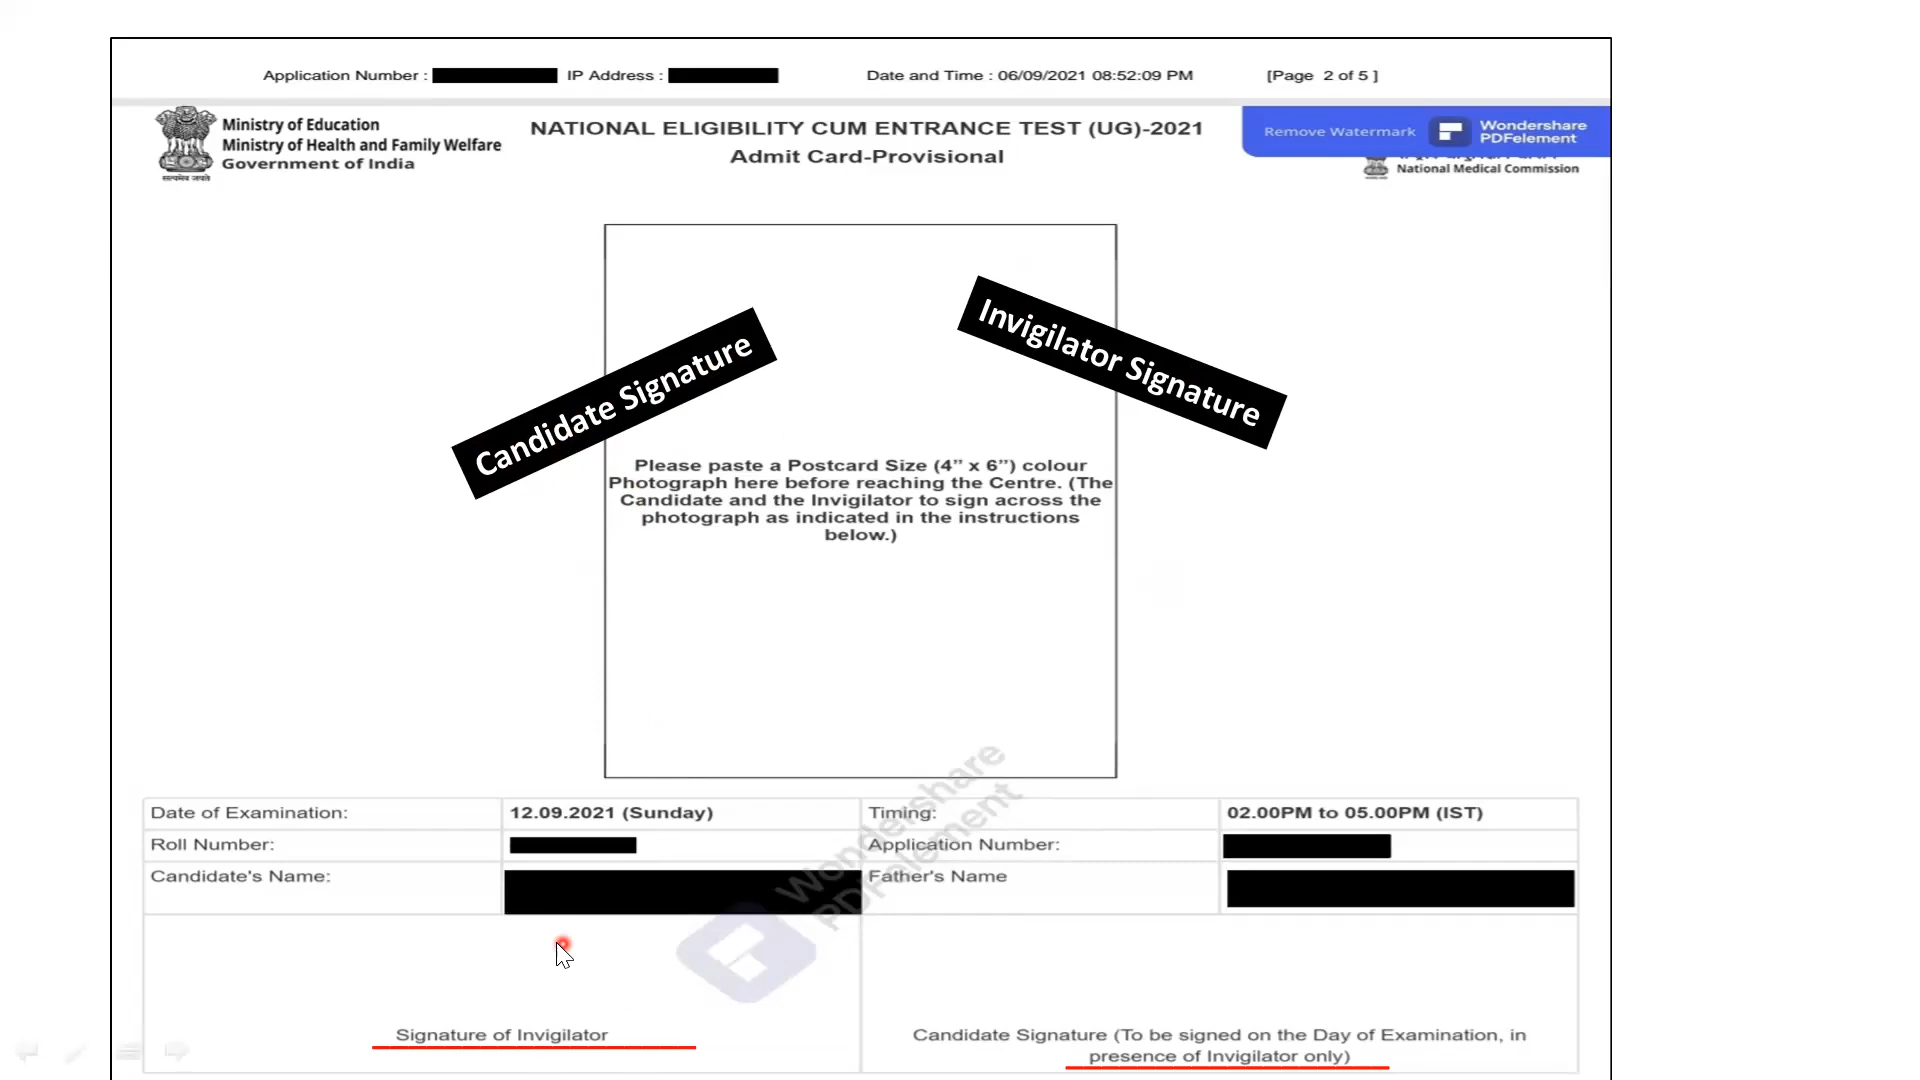 Application Number : IP Address : Date and Time : 06/09/2021 08:52:09 PM [Page 2 of 5 ]
Ministry of Education
Ministry of Health and Family Welfare
Government of India
सत्यमेव जयते
NATIONAL ELIGIBILITY CUM ENTRANCE TEST (UG)-2021
Admit Card-Provisional
Remove Watermark
Wondershare
PDFelement
National Medical Commission
Candidate Signature
Invigilator Signature
Please paste a Postcard Size (4” x 6”) colour
Photograph here before reaching the Centre. (The
Candidate and the Invigilator to sign across the
photograph as indicated in the instructions
below.)
Date of Examination: 12.09.2021 (Sunday) Timing: 02.00PM to 05.00PM (IST)
Roll Number: Application Number:
Candidate's Name: Father's Name
Wondershare
PDFelement
Signature of Invigilator
Candidate Signature (To be signed on the Day of Examination, in
presence of Invigilator only)